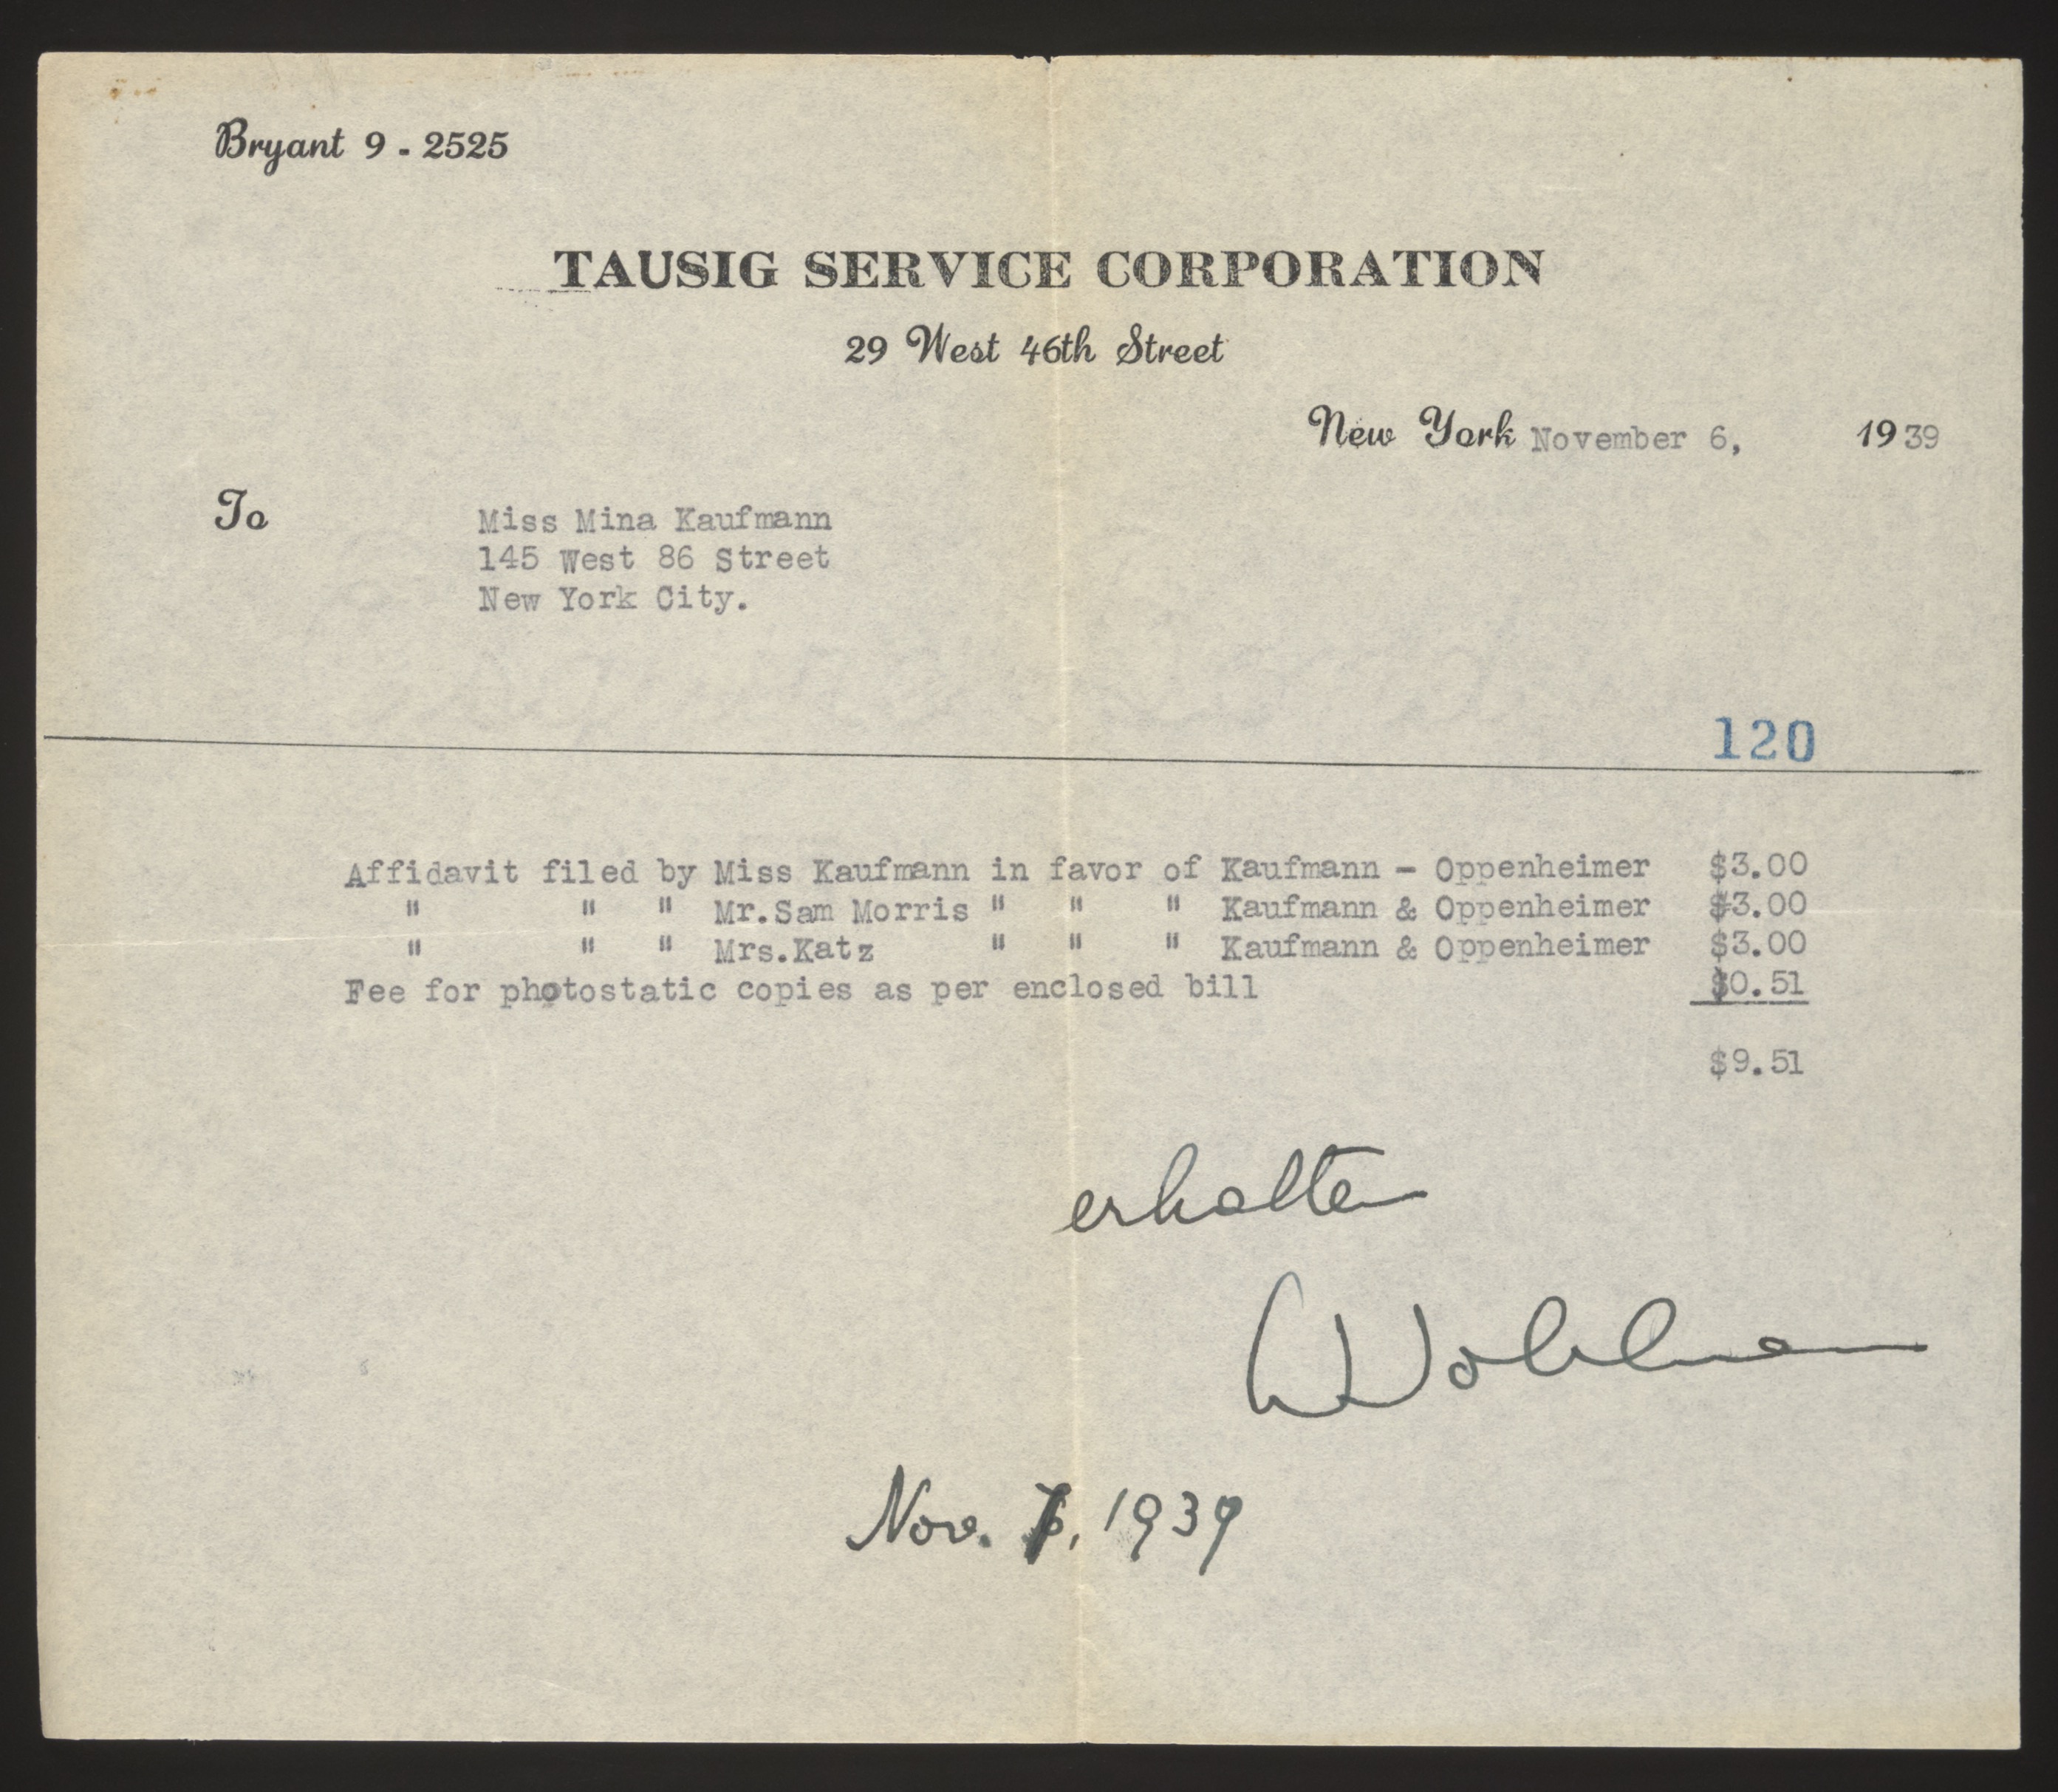 Bryant 9 - 2525
TAUSIG SERVICE CORPORATION
29 West 46th Street
New York November 6, 1939
To
Miss Mina Kaufmann
145 West 86 Street
New York City.
120
Affidavit filed by Miss Kaufmann in favor of Kaufmann - Oppenheimer $3.00
" " " Mr.Sam Morris " " " Kaufmann & Oppenheimer $3.00
" " " Mrs.Katz " " " Kaufmann & Oppenheimer $3.00
Fee for photostatic copies as per enclosed bill $0.51
$9.51
erhalten
Nov. 6, 1939